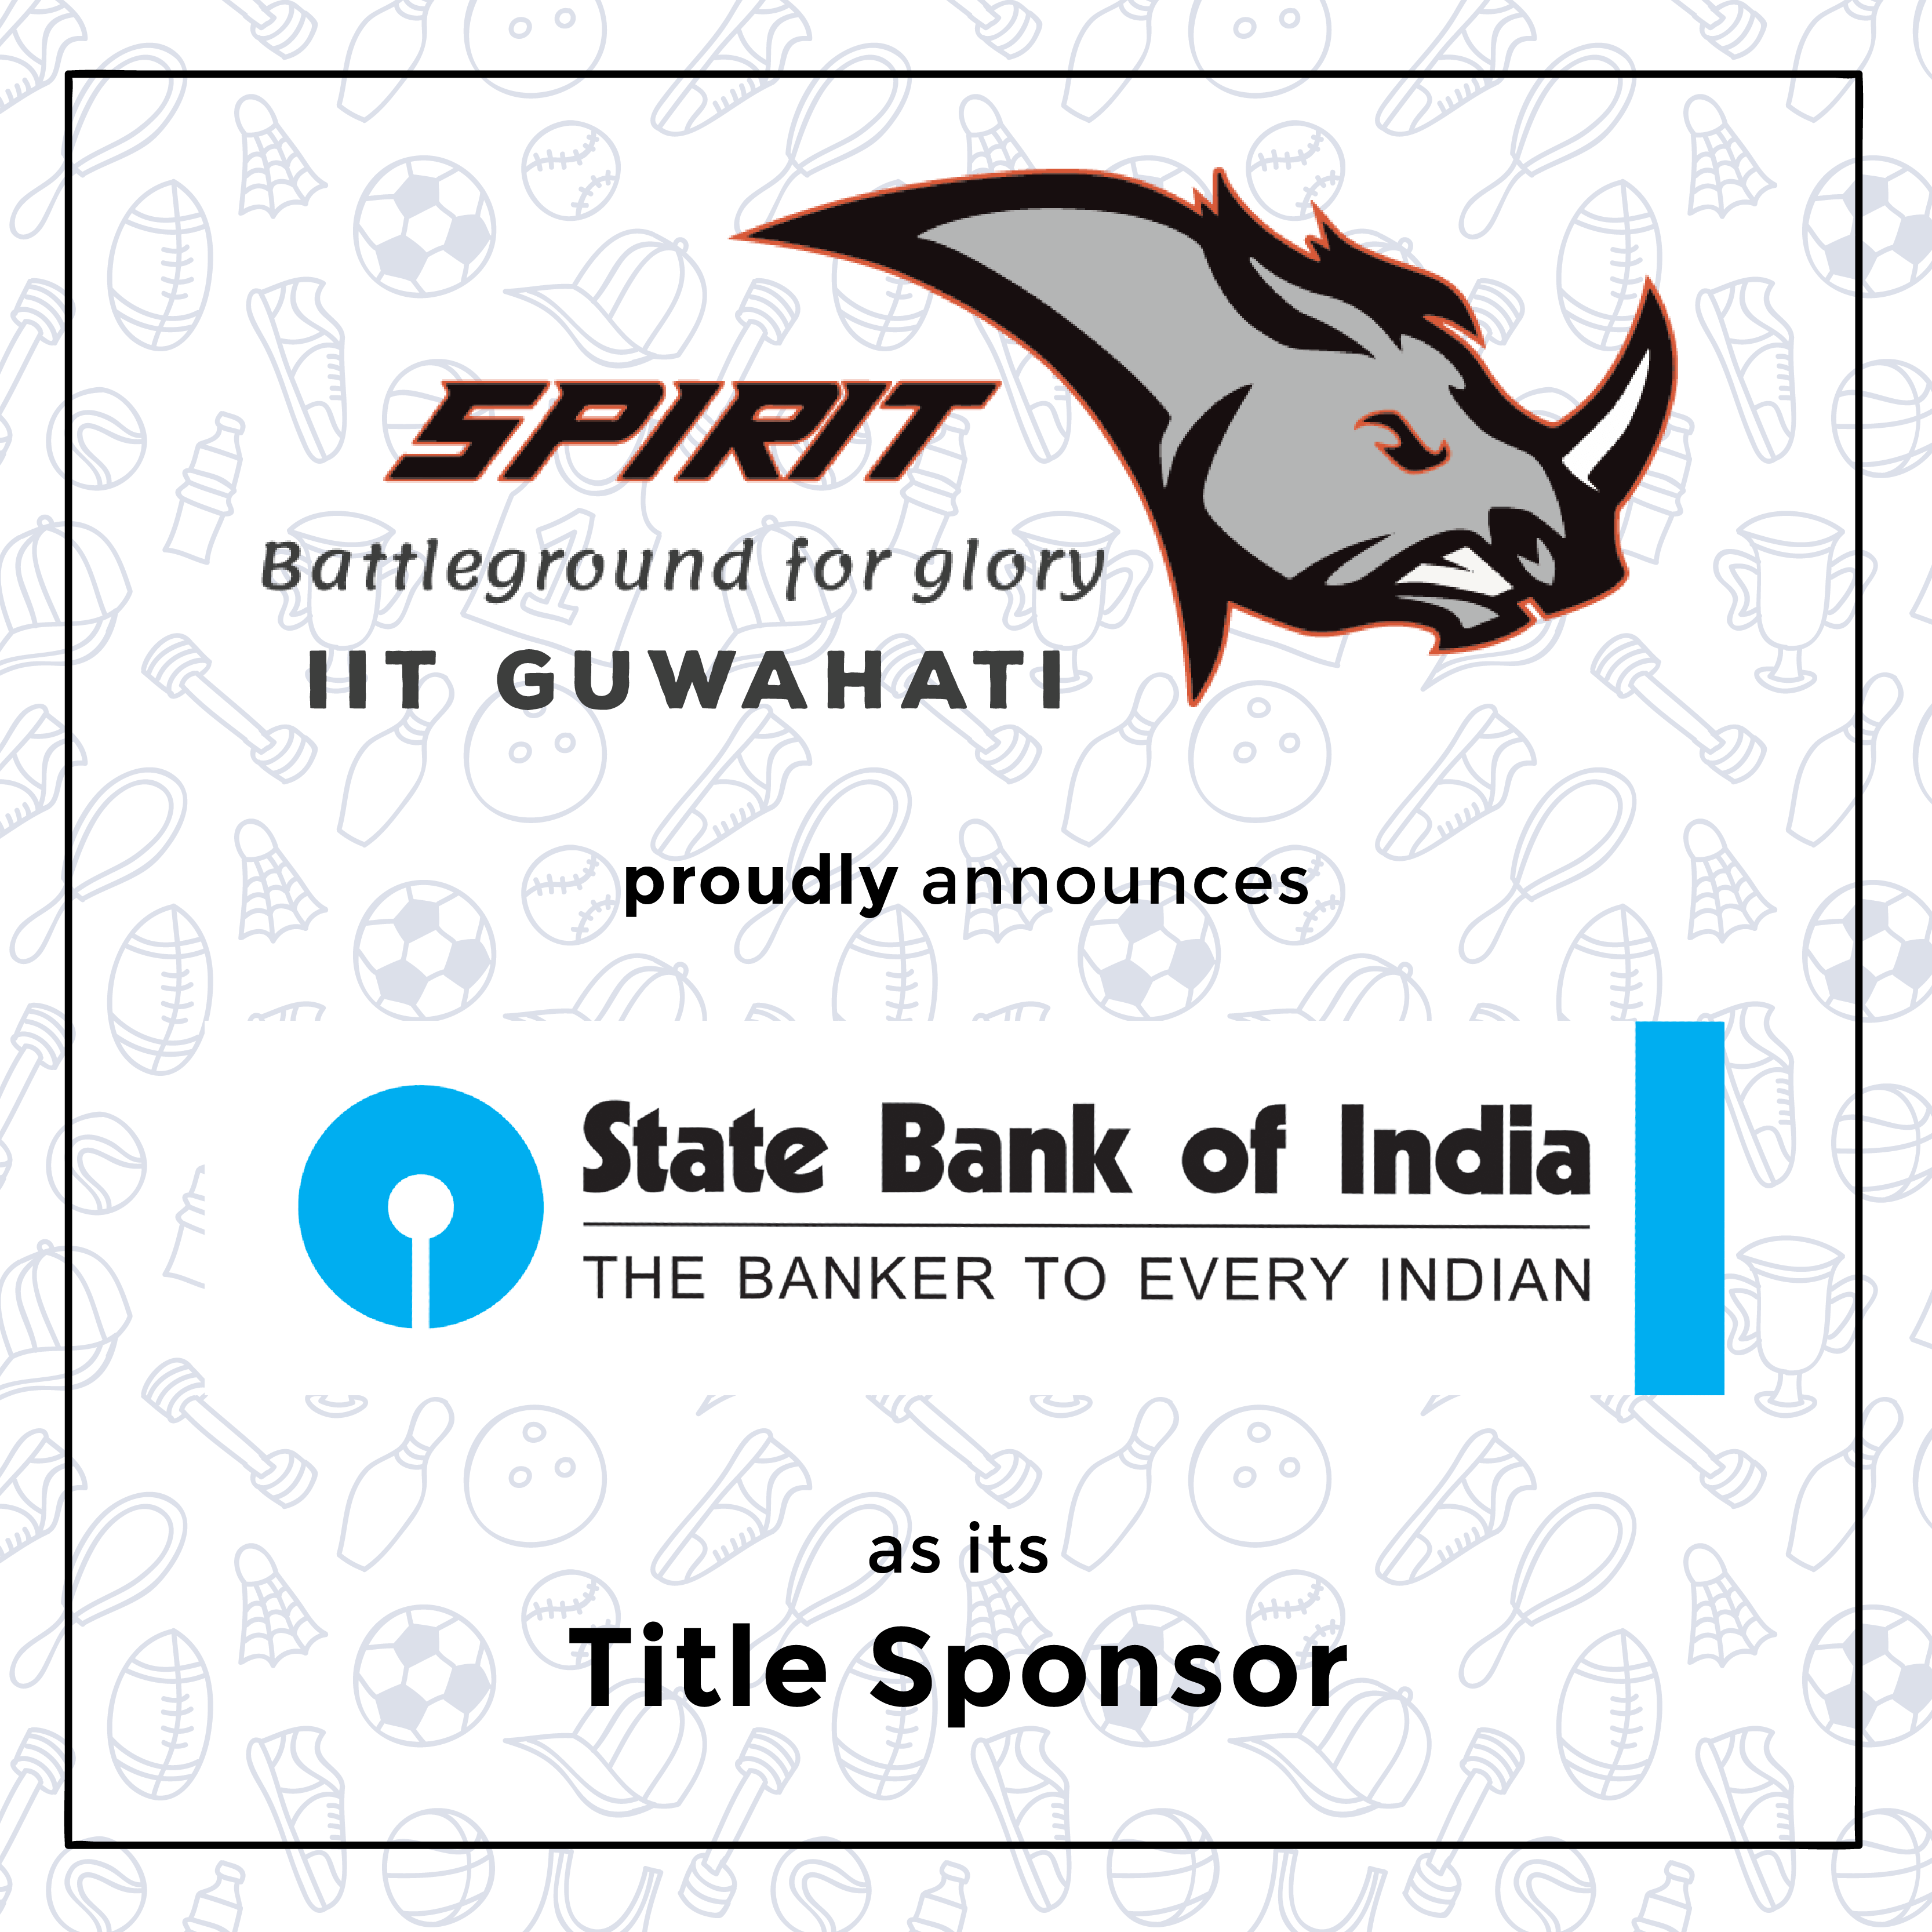 SPIRIT
Battleground for glory
IIT GUWAHATI
proudly announces
State Bank of India
THE BANKER TO EVERY INDIAN
as its
Title Sponsor